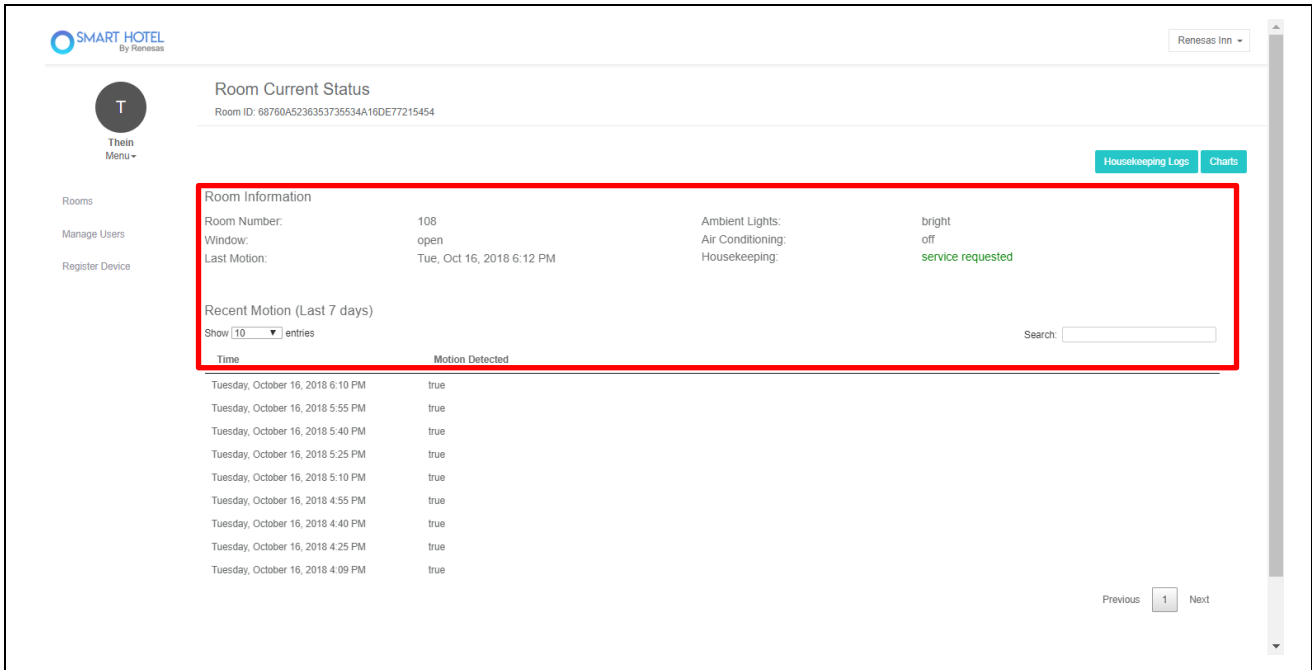 SMART HOTEL
By Renesas
Renesas Inn
T
Thein
Menu
Rooms
Manage Users
Register Device
Room Current Status
Room ID: 68760A5236353735534A16DE77215454
Housekeeping Logs Charts
Room Information
Room Number: 108 Ambient Lights: bright
Window: open Air Conditioning: off
Last Motion: Tue, Oct 16, 2018 6:12 PM Housekeeping: service requested
Recent Motion (Last 7 days)
Show 10 entries Search:
Time Motion Detected
Tuesday, October 16, 2018 6:10 PM true
Tuesday, October 16, 2018 5:55 PM true
Tuesday, October 16, 2018 5:40 PM true
Tuesday, October 16, 2018 5:25 PM true
Tuesday, October 16, 2018 5:10 PM true
Tuesday, October 16, 2018 4:55 PM true
Tuesday, October 16, 2018 4:40 PM true
Tuesday, October 16, 2018 4:25 PM true
Tuesday, October 16, 2018 4:09 PM true
Previous 1 Next